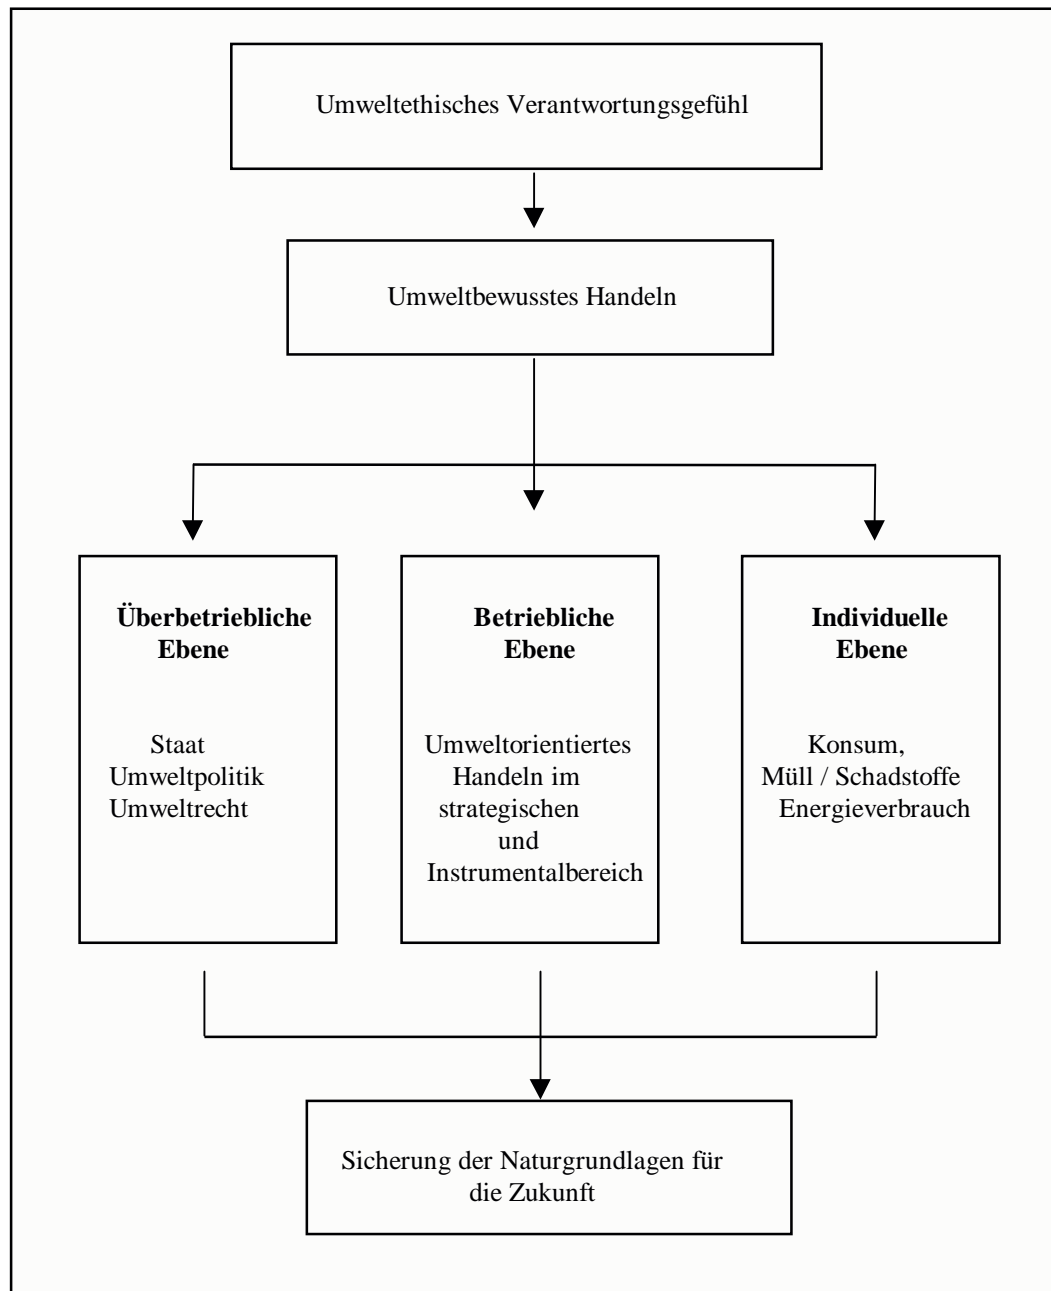 Umweltethisches Verantwortungsgefühl
Umweltbewusstes Handeln
Überbetriebliche
Ebene
Staat
Umweltpolitik
Umweltrecht
Betriebliche
Ebene
Umweltorientiertes
Handeln im
strategischen
und
Instrumentalbereich
Individuelle
Ebene
Konsum,
Müll / Schadstoffe
Energieverbrauch
Sicherung der Naturgrundlagen für
die Zukunft